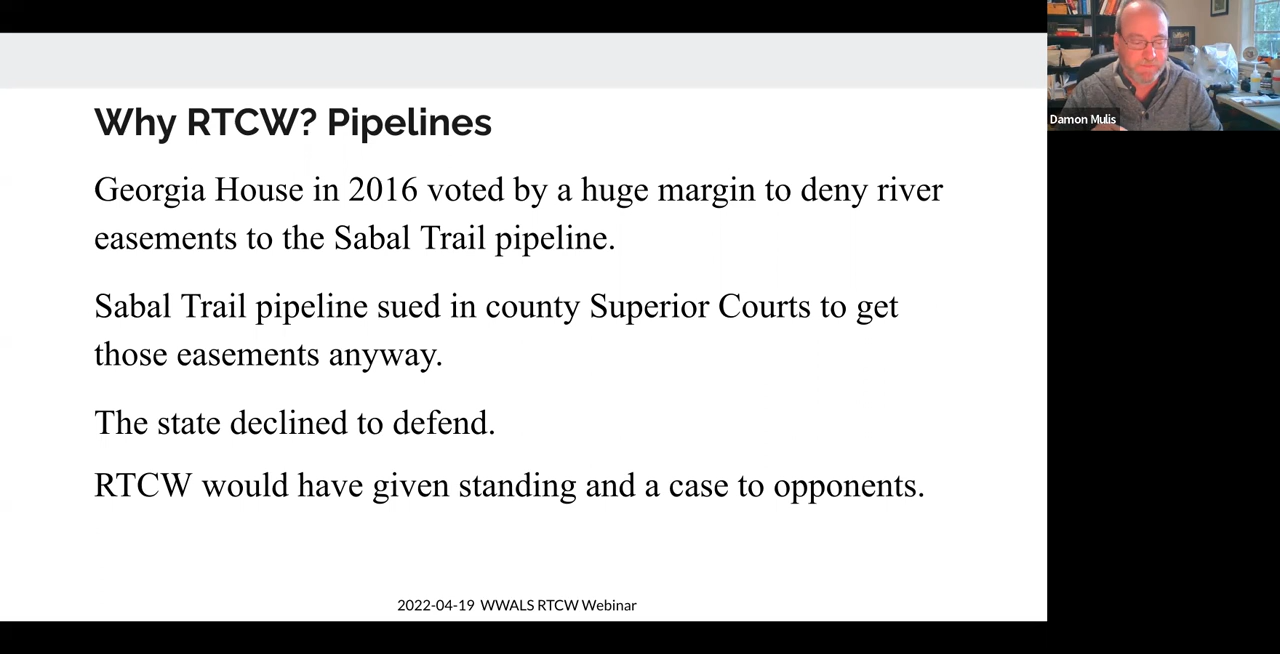 Why RTCW? Pipelines
Georgia House in 2016 voted by a huge margin to deny river
easements to the Sabal Trail pipeline.
Sabal Trail pipeline sued in county Superior Courts to get
those easements anyway.
The state declined to defend.
RTCW would have given standing and a case to opponents.
2022-04-19 WWALS RTCW Webinar
Damon Mulis